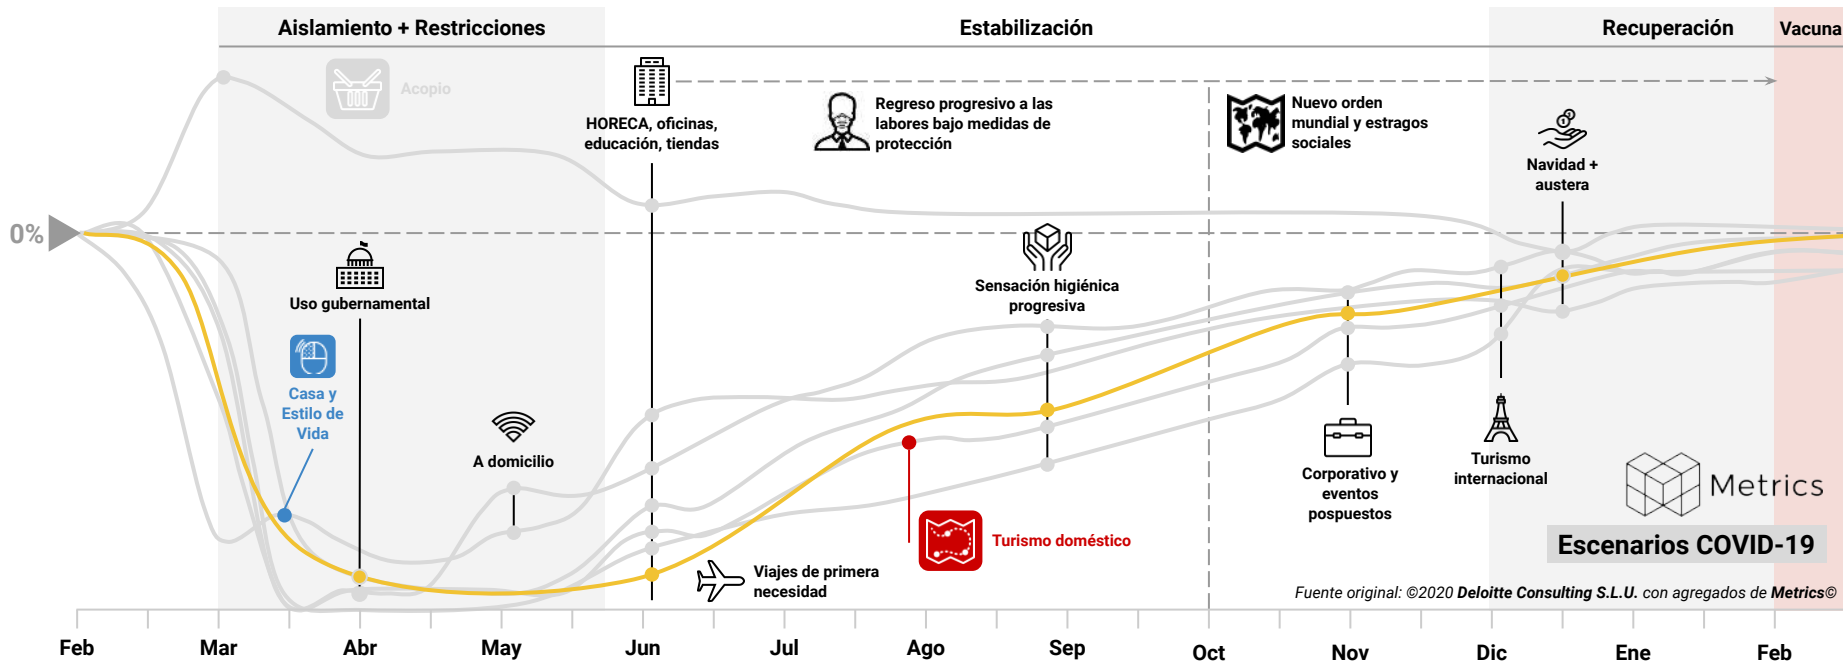 Aislamiento + Restricciones
Estabilización
Recuperación
Vacuna
Acopio
HORECA, oficinas,
educación, tiendas
Regreso progresivo a las
labores bajo medidas de
protección
Nuevo orden
mundial y estragos
sociales
Navidad +
austera
0%
Uso gubernamental
Sensación higiénica
progresiva
Casa y
Estilo de
Vida
A domicilio
Corporativo y
eventos
pospuestos
Turismo
internacional
Metrics
Turismo doméstico
Escenarios COVID-19
Viajes de primera
necesidad
Fuente original: ©2020 Deloitte Consulting S.L.U. con agregados de Metrics©
Feb Mar Abr May Jun Jul Ago Sep Oct Nov Dic Ene Feb